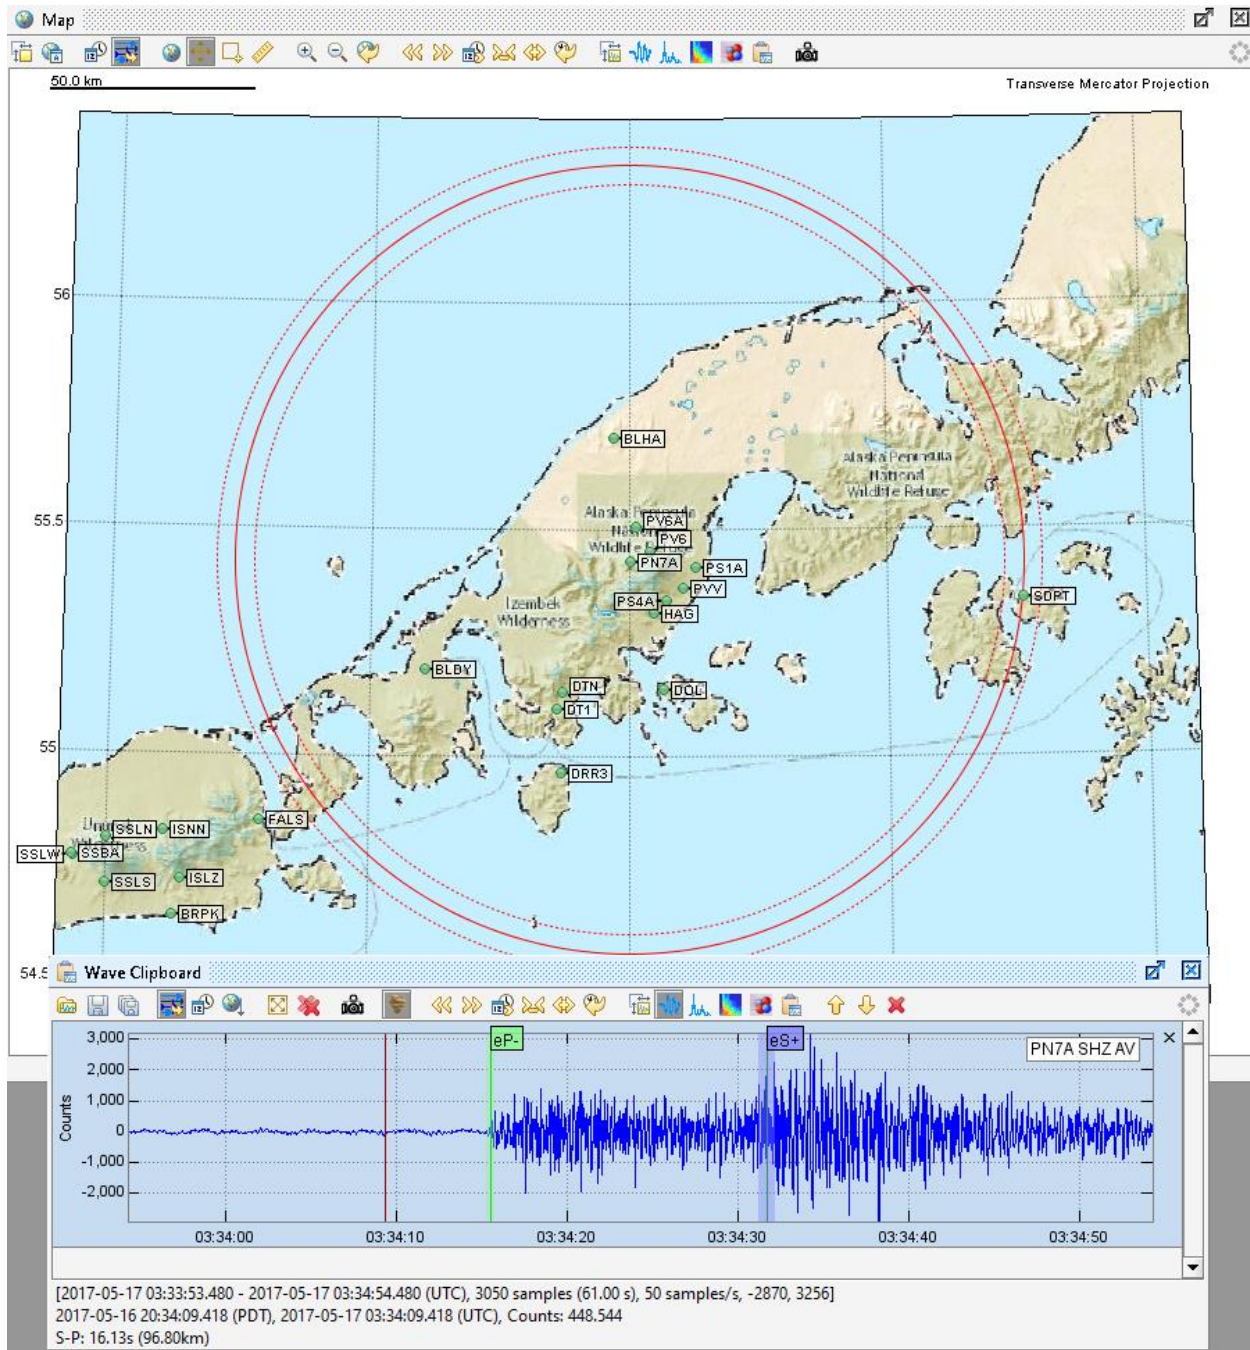 Map
50.0 km
Transverse Mercator Projection
56
BLHA
Alaska Peninsula
National
Wildlife Refuge
55.5
Alaska Peninsula
PV6A
National
PV6
Wildlife Refuge
PN7A
PS1A
PVV
PS4A
HAG
SDPT
Izembek
Wilderness
BLDY
DTN
DOL
DT1
55
DRR3
FALS
SSLN
ISNN
SSLW
SSBA
SSLS
ISLZ
BRPK
54.5
Wave Clipboard
eP-
eS+
PN7A SHZ AV
3,000
2,000
1,000
0
-1,000
-2,000
Counts
03:34:00
03:34:10
03:34:20
03:34:30
03:34:40
03:34:50
[2017-05-17 03:33:53.480 - 2017-05-17 03:34:54.480 (UTC), 3050 samples (61.00 s), 50 samples/s, -2870, 3256]
2017-05-16 20:34:09.418 (PDT), 2017-05-17 03:34:09.418 (UTC), Counts: 448.544
S-P: 16.13s (96.80km)